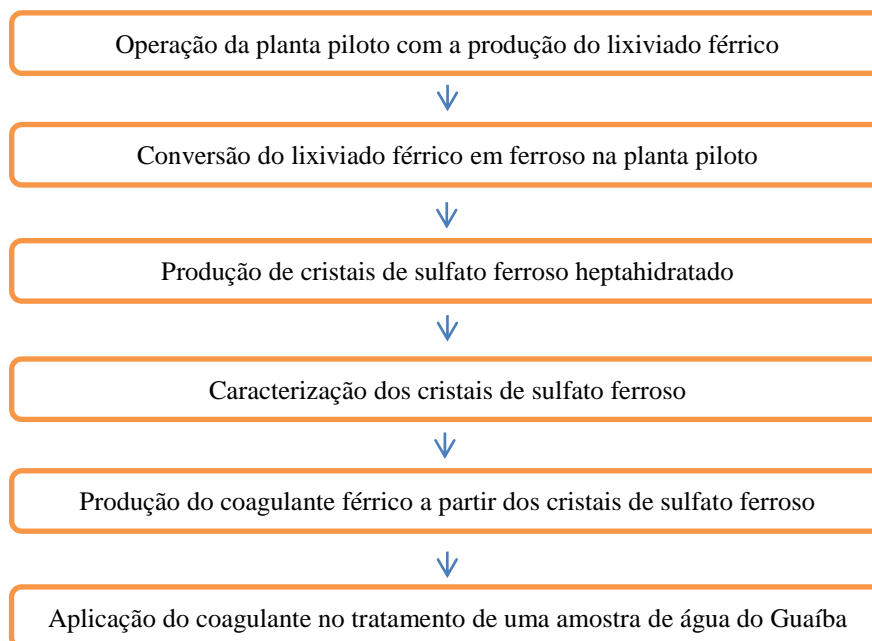 Operação da planta piloto com a produção do lixiviado férrico
Conversão do lixiviado férrico em ferroso na planta piloto
Produção de cristais de sulfato ferroso heptahidratado
Caracterização dos cristais de sulfato ferroso
Produção do coagulante férrico a partir dos cristais de sulfato ferroso
Aplicação do coagulante no tratamento de uma amostra de água do Guaíba